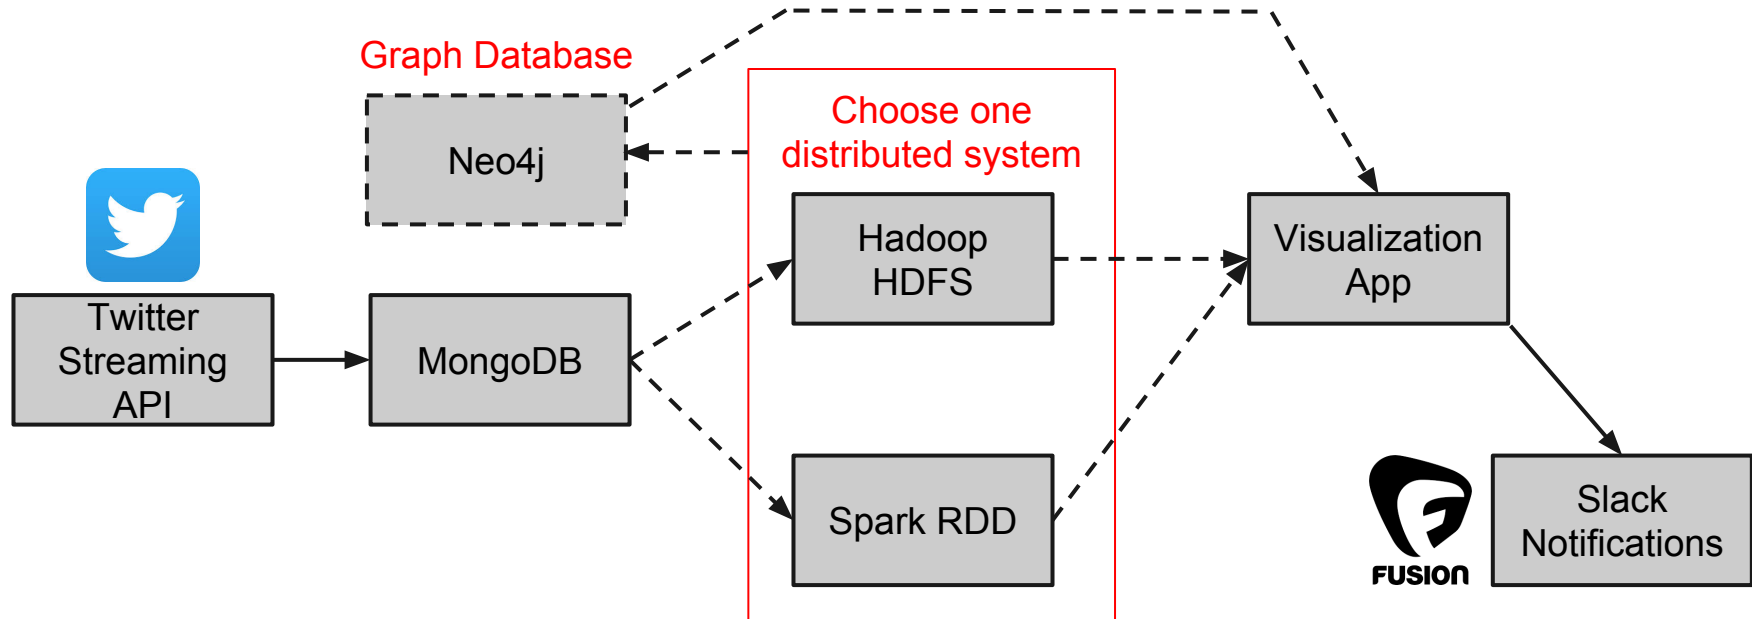 Graph Database
Neo4j
Choose one
distributed system
Twitter
Streaming
API
MongoDB
Hadoop
HDFS
Spark RDD
Visualization
App
FUSION
Slack
Notifications